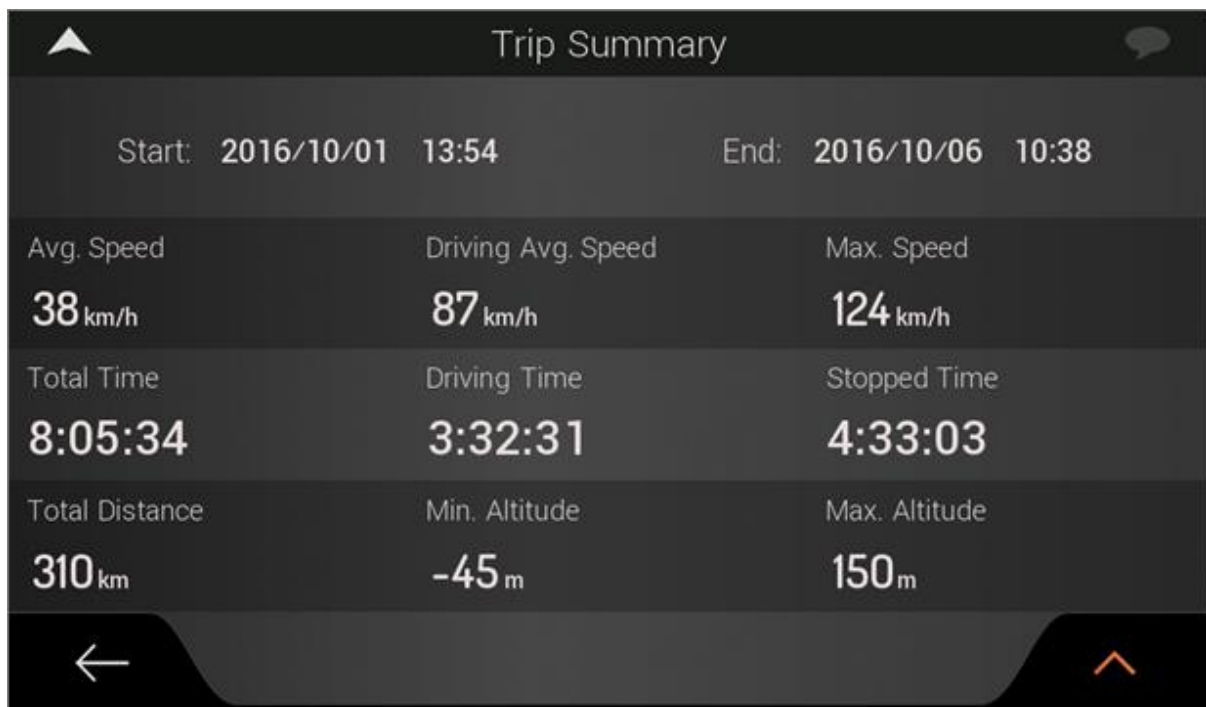 Trip Summary
Start: 2016/10/01 13:54 End: 2016/10/06 10:38
Avg. Speed Driving Avg. Speed Max. Speed
38 km/h 87 km/h 124 km/h
Total Time Driving Time Stopped Time
8:05:34 3:32:31 4:33:03
Total Distance Min. Altitude Max. Altitude
310 km -45 m 150 m